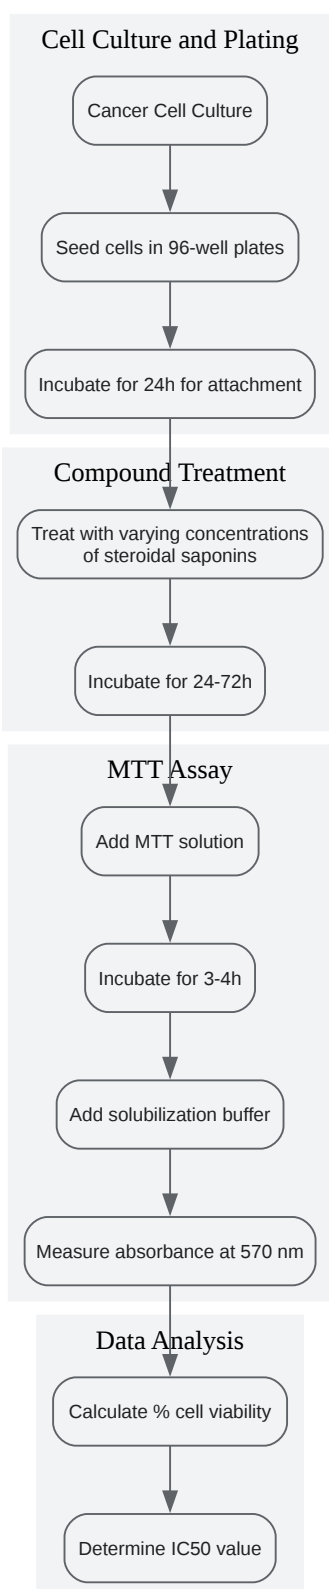 Cell Culture and Plating
Cancer Cell Culture
Seed cells in 96-well plates
Incubate for 24h for attachment
Compound Treatment
Treat with varying concentrations
of steroidal saponins
Incubate for 24-72h
MTT Assay
Add MTT solution
Incubate for 3-4h
Add solubilization buffer
Measure absorbance at 570 nm
Data Analysis
Calculate % cell viability
Determine IC50 value